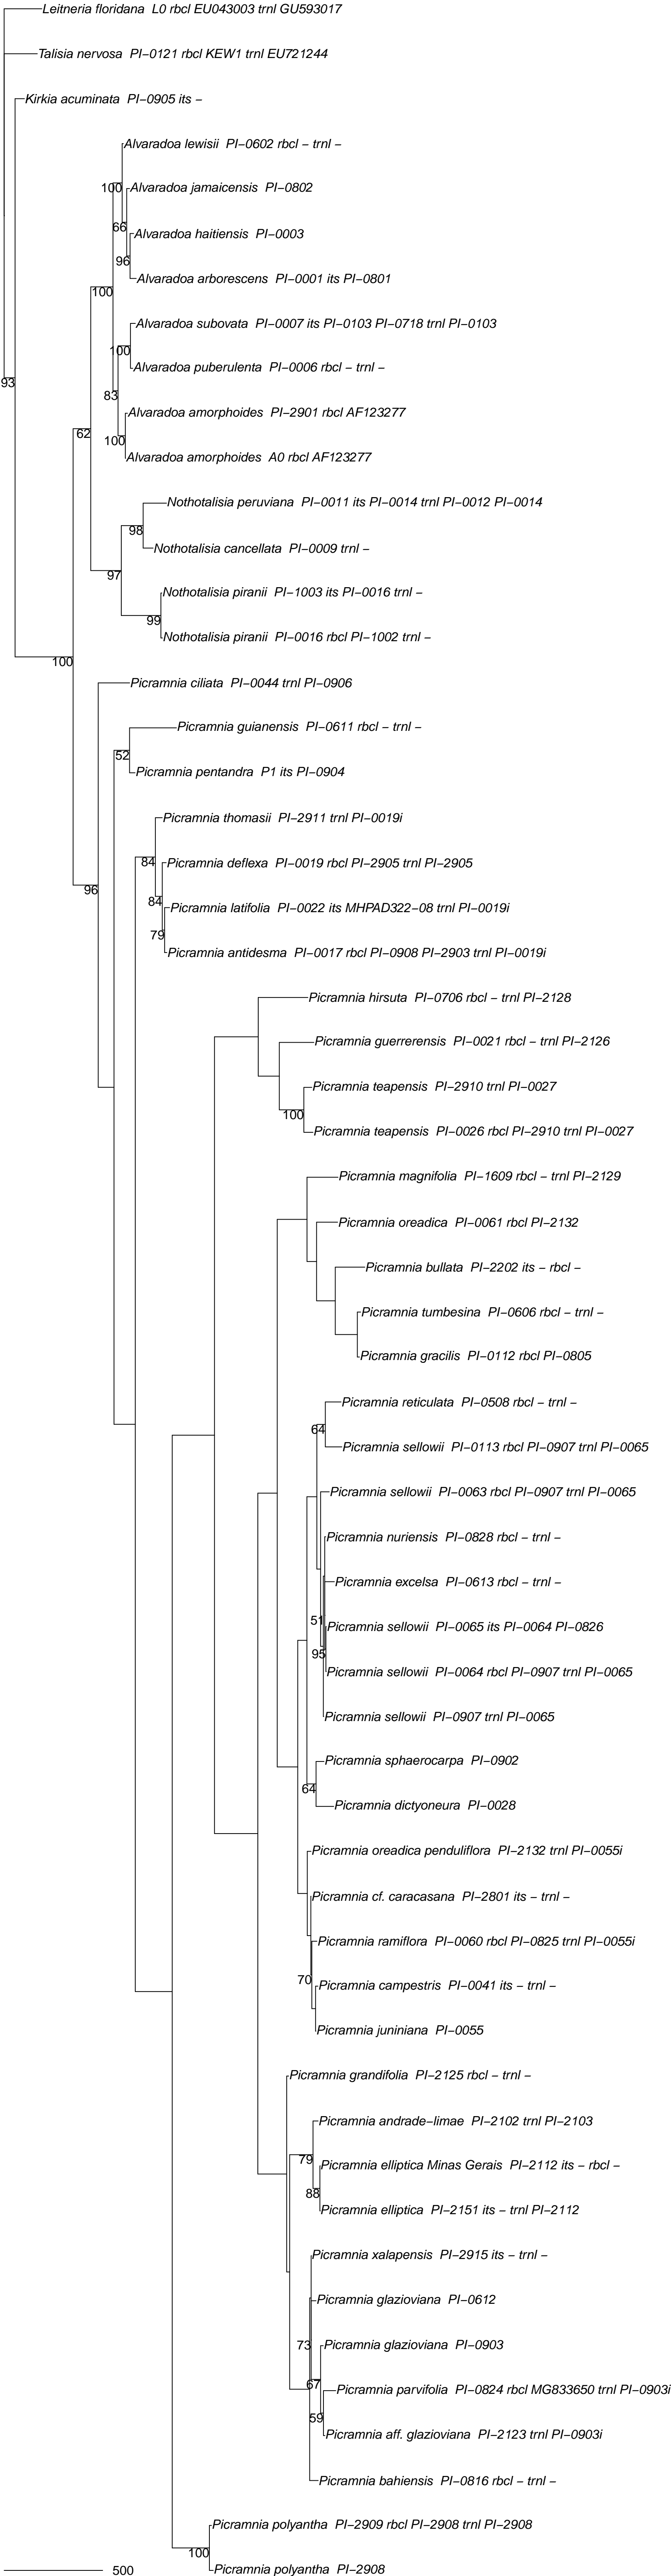 Leitneria floridana L0 rbcl EU043003 trnl GU593017
Talisia nervosa PI−0121 rbcl KEW1 trnl EU721244
Kirkia acuminata PI−0905 its −
Alvaradoa lewisii PI−0602 rbcl − trnl −
100
Alvaradoa jamaicensis PI−0802
66
Alvaradoa haitiensis PI−0003
96
Alvaradoa arborescens PI−0001 its PI−0801
100
Alvaradoa subovata PI−0007 its PI−0103 PI−0718 trnl PI−0103
100
Alvaradoa puberulenta PI−0006 rbcl − trnl −
93
83
Alvaradoa amorphoides PI−2901 rbcl AF123277
62
100
Alvaradoa amorphoides A0 rbcl AF123277
Nothotalisia peruviana PI−0011 its PI−0014 trnl PI−0012 PI−0014
98
Nothotalisia cancellata PI−0009 trnl −
97
Nothotalisia piranii PI−1003 its PI−0016 trnl −
99
Nothotalisia piranii PI−0016 rbcl PI−1002 trnl −
100
Picramnia ciliata PI−0044 trnl PI−0906
Picramnia guianensis PI−0611 rbcl − trnl −
52
Picramnia pentandra P1 its PI−0904
Picramnia thomasii PI−2911 trnl PI−0019i
84
Picramnia deflexa PI−0019 rbcl PI−2905 trnl PI−2905
96
84
Picramnia latifolia PI−0022 its MHPAD322−08 trnl PI−0019i
79
Picramnia antidesma PI−0017 rbcl PI−0908 PI−2903 trnl PI−0019i
Picramnia hirsuta PI−0706 rbcl − trnl PI−2128
Picramnia guerrerensis PI−0021 rbcl − trnl PI−2126
Picramnia teapensis PI−2910 trnl PI−0027
100
Picramnia teapensis PI−0026 rbcl PI−2910 trnl PI−0027
Picramnia magnifolia PI−1609 rbcl − trnl PI−2129
Picramnia oreadica PI−0061 rbcl PI−2132
Picramnia bullata PI−2202 its − rbcl −
Picramnia tumbesina PI−0606 rbcl − trnl −
Picramnia gracilis PI−0112 rbcl PI−0805
Picramnia reticulata PI−0508 rbcl − trnl −
64
Picramnia sellowii PI−0113 rbcl PI−0907 trnl PI−0065
Picramnia sellowii PI−0063 rbcl PI−0907 trnl PI−0065
Picramnia nuriensis PI−0828 rbcl − trnl −
Picramnia excelsa PI−0613 rbcl − trnl −
51
Picramnia sellowii PI−0065 its PI−0064 PI−0826
95
Picramnia sellowii PI−0064 rbcl PI−0907 trnl PI−0065
Picramnia sellowii PI−0907 trnl PI−0065
Picramnia sphaerocarpa PI−0902
64
Picramnia dictyoneura PI−0028
Picramnia oreadica penduliflora PI−2132 trnl PI−0055i
Picramnia cf. caracasana PI−2801 its − trnl −
Picramnia ramiflora PI−0060 rbcl PI−0825 trnl PI−0055i
70
Picramnia campestris PI−0041 its − trnl −
Picramnia juniniana PI−0055
Picramnia grandifolia PI−2125 rbcl − trnl −
Picramnia andrade−limae PI−2102 trnl PI−2103
79
Picramnia elliptica Minas Gerais PI−2112 its − rbcl −
88
Picramnia elliptica PI−2151 its − trnl PI−2112
Picramnia xalapensis PI−2915 its − trnl −
Picramnia glazioviana PI−0612
73
Picramnia glazioviana PI−0903
67
Picramnia parvifolia PI−0824 rbcl MG833650 trnl PI−0903i
59
Picramnia aff. glazioviana PI−2123 trnl PI−0903i
Picramnia bahiensis PI−0816 rbcl − trnl −
Picramnia polyantha PI−2909 rbcl PI−2908 trnl PI−2908
100
Picramnia polyantha PI−2908
500